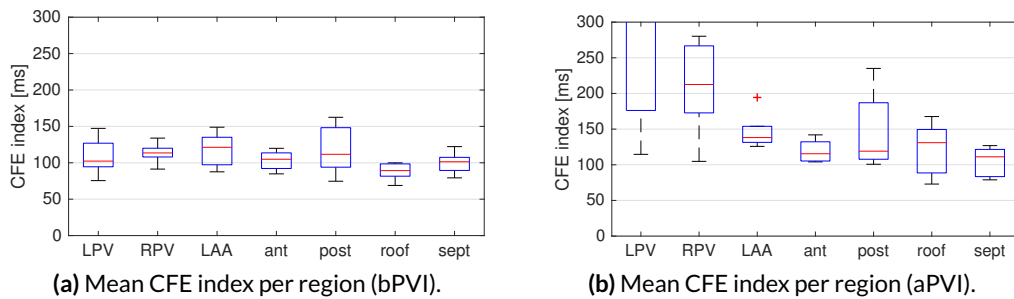 300
250
200
150
100
50
0
CFE index [ms]
LPV RPV LAA ant post roof sept
(a) Mean CFE index per region (bPVI).
300
250
200
150
100
50
0
CFE index [ms]
LPV RPV LAA ant post roof sept
(b) Mean CFE index per region (aPVI).